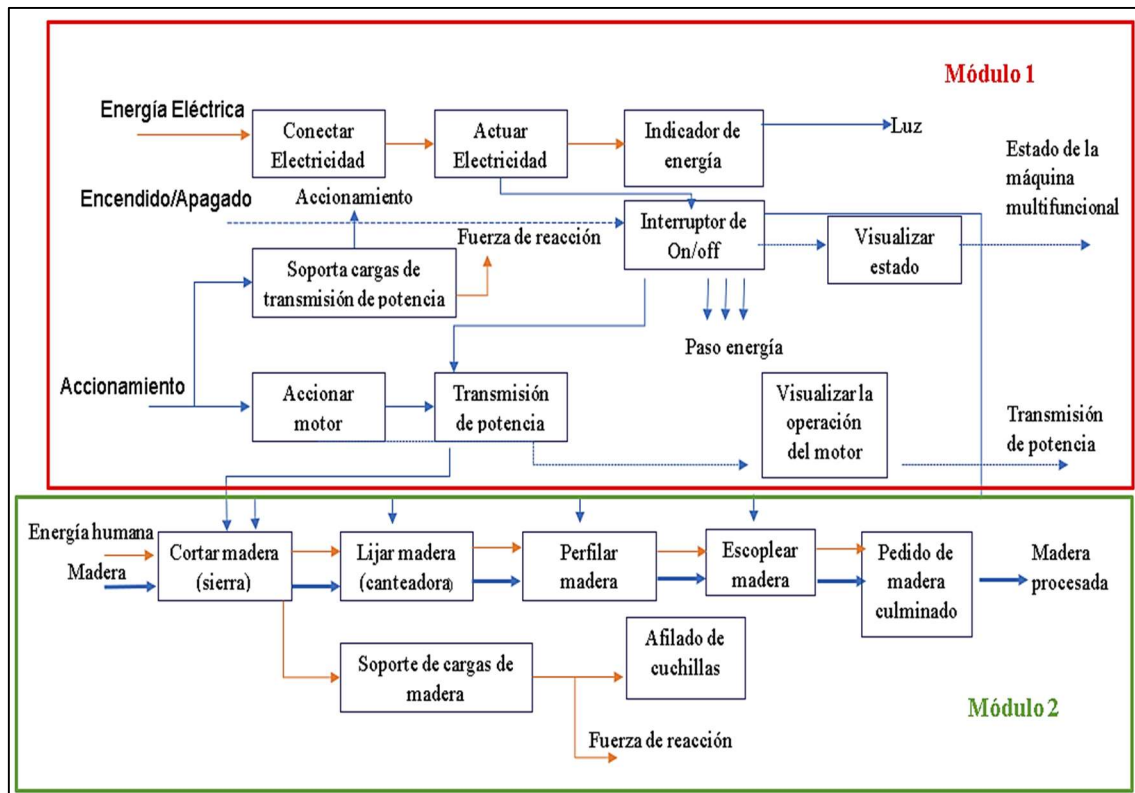 Módulo 1
Energía Eléctrica
Conectar
Electricidad
Actuar
Electricidad
Indicador de
energía
Luz
Estado de la
máquina
multifuncional
Encendido/Apagado
Accionamiento
Fuerza de reacción
Interruptor de
On/off
Visualizar
estado
Soporta cargas de
transmisión de potencia
Paso energía
Accionamiento
Accionar
motor
Transmisión
de potencia
Visualizar la
operación
del motor
Transmisión
de potencia
Energía humana
Madera
Cortar madera
(sierra)
Lijar madera
(canteadora)
Perfilar
madera
Escoplear
madera
Pedido de
madera
culminado
Madera
procesada
Soporte de cargas de
madera
Afilado de
cuchillas
Fuerza de reacción
Módulo 2